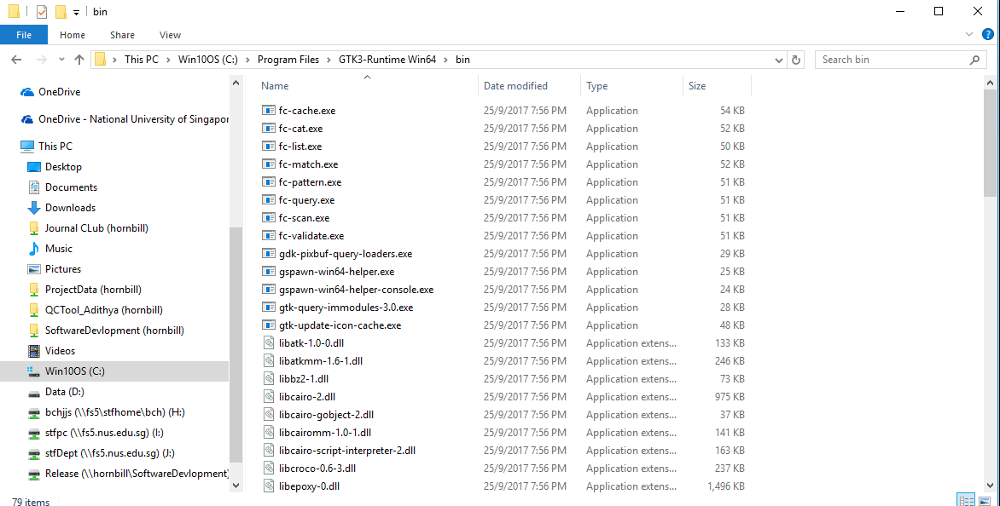 bin
File Home Share View
This PC Win10OS (C:) Program Files GTK3-Runtime Win64 bin
Search bin
OneDrive
OneDrive - National University of Singapor
This PC
Desktop
Documents
Downloads
Journal CLub (hornbill)
Music
Pictures
ProjectData (hornbill)
QCTool_Adithya (hornbill)
SoftwareDevlopment (hornbill)
Videos
Win10OS (C:)
Data (D:)
bchjjs (\\fs5\stfhome\bch) (H:)
stfpc (\\fs5.nus.edu.sg) (I:)
stfDept (\\fs5.nus.edu.sg) (J:)
Release (\\hornbill\SoftwareDevlopment)
Name Date modified Type Size
fc-cache.exe 25/9/2017 7:56 PM Application 54 KB
fc-cat.exe 25/9/2017 7:56 PM Application 52 KB
fc-list.exe 25/9/2017 7:56 PM Application 50 KB
fc-match.exe 25/9/2017 7:56 PM Application 52 KB
fc-pattern.exe 25/9/2017 7:56 PM Application 51 KB
fc-query.exe 25/9/2017 7:56 PM Application 51 KB
fc-scan.exe 25/9/2017 7:56 PM Application 51 KB
fc-validate.exe 25/9/2017 7:56 PM Application 51 KB
gdk-pixbuf-query-loaders.exe 25/9/2017 7:56 PM Application 29 KB
gspawn-win64-helper.exe 25/9/2017 7:56 PM Application 25 KB
gspawn-win64-helper-console.exe 25/9/2017 7:56 PM Application 24 KB
gtk-query-immodules-3.0.exe 25/9/2017 7:56 PM Application 28 KB
gtk-update-icon-cache.exe 25/9/2017 7:56 PM Application 48 KB
libatk-1.0-0.dll 25/9/2017 7:56 PM Application extens... 133 KB
libatkmm-1.6-1.dll 25/9/2017 7:56 PM Application extens... 246 KB
libbz2-1.dll 25/9/2017 7:56 PM Application extens... 73 KB
libcairo-2.dll 25/9/2017 7:56 PM Application extens... 975 KB
libcairo-gobject-2.dll 25/9/2017 7:56 PM Application extens... 37 KB
libcairomm-1.0-1.dll 25/9/2017 7:56 PM Application extens... 141 KB
libcairo-script-interpreter-2.dll 25/9/2017 7:56 PM Application extens... 163 KB
libcroco-0.6-3.dll 25/9/2017 7:56 PM Application extens... 237 KB
libepoxy-0.dll 25/9/2017 7:56 PM Application extens... 1,496 KB
79 items